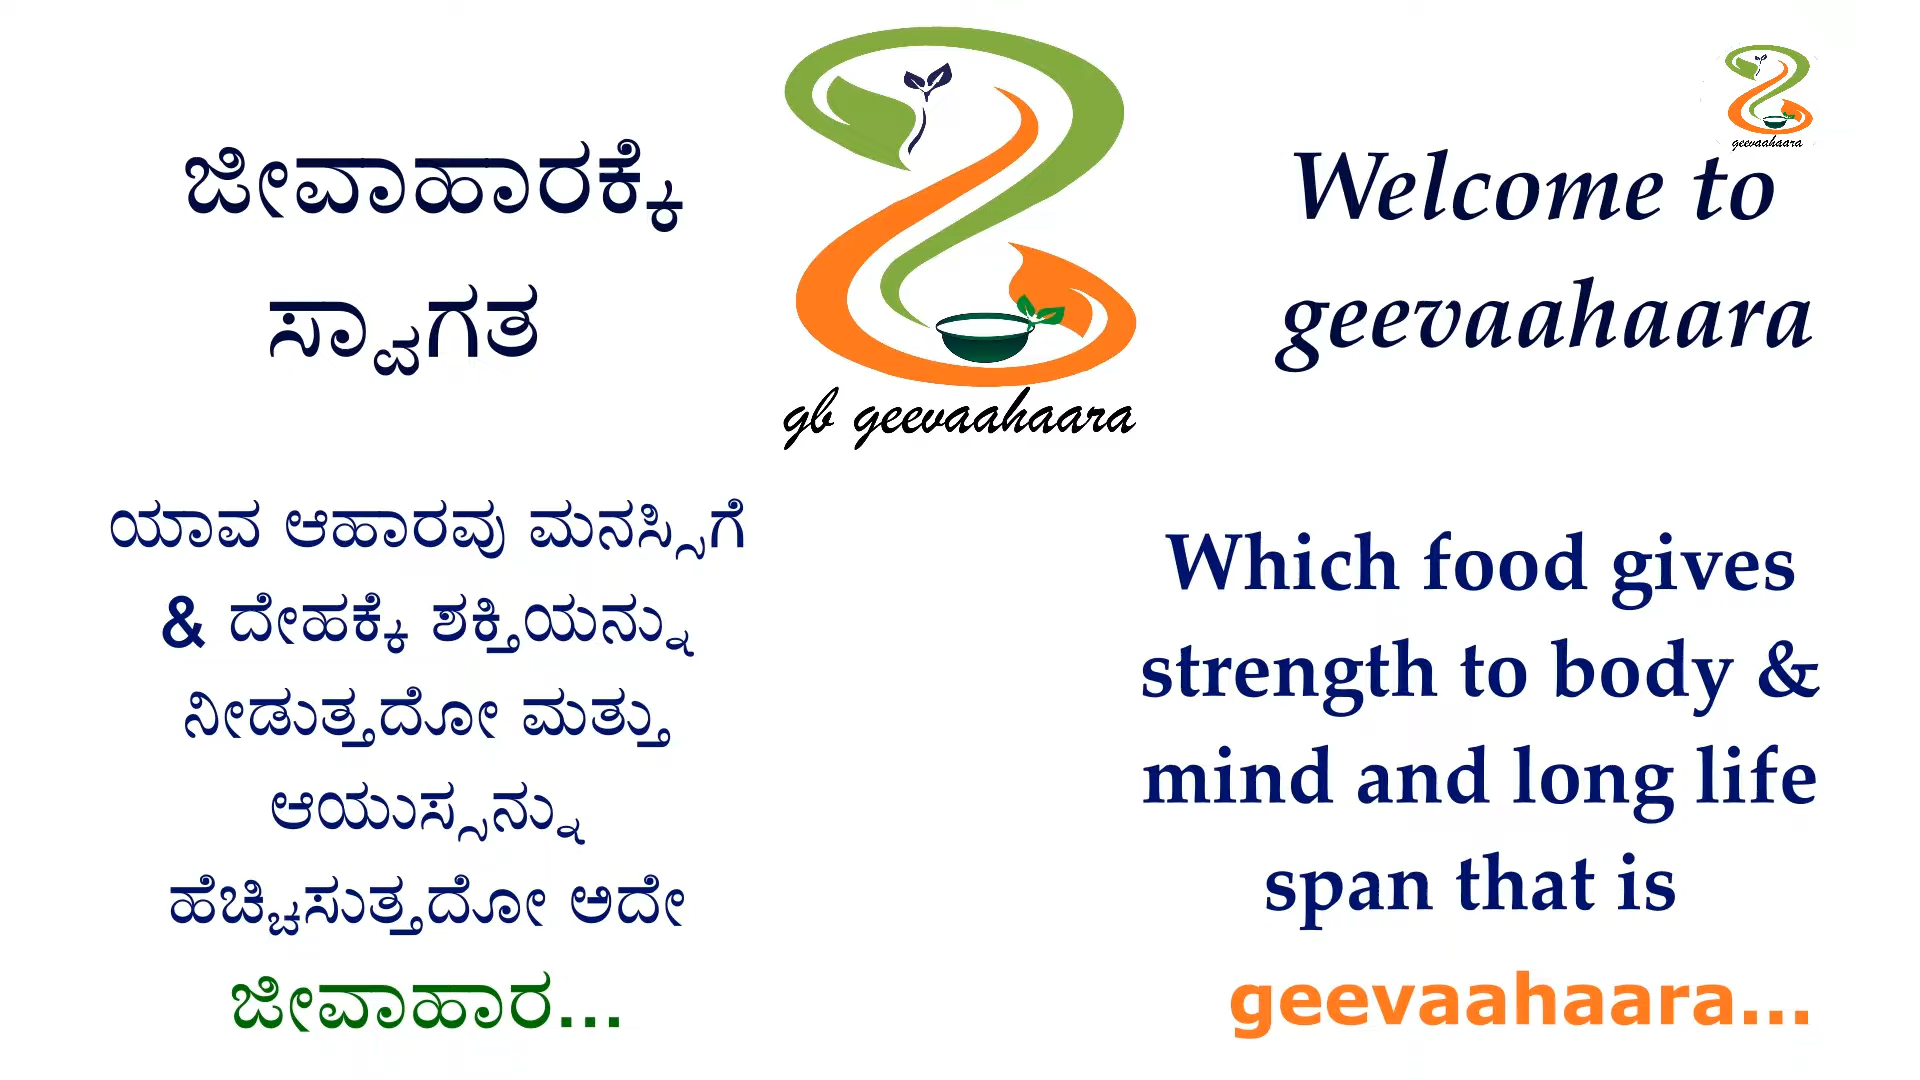 geevaahaara
ಜೀವಾಹಾರಕ್ಕೆ
ಸ್ವಾಗತ
gb geevaahaara
Welcome to
geevaahaara
ಯಾವ ಆಹಾರವು ಮನಸ್ಸಿಗೆ
& ದೇಹಕ್ಕೆ ಶಕ್ತಿಯನ್ನು
ನೀಡುತ್ತದೋ ಮತ್ತು
ಆಯುಸ್ಸನ್ನು
ಹೆಚ್ಚಿಸುತ್ತದೋ ಅದೇ
ಜೀವಾಹಾರ...
Which food gives
strength to body &
mind and long life
span that is
geevaahaara...